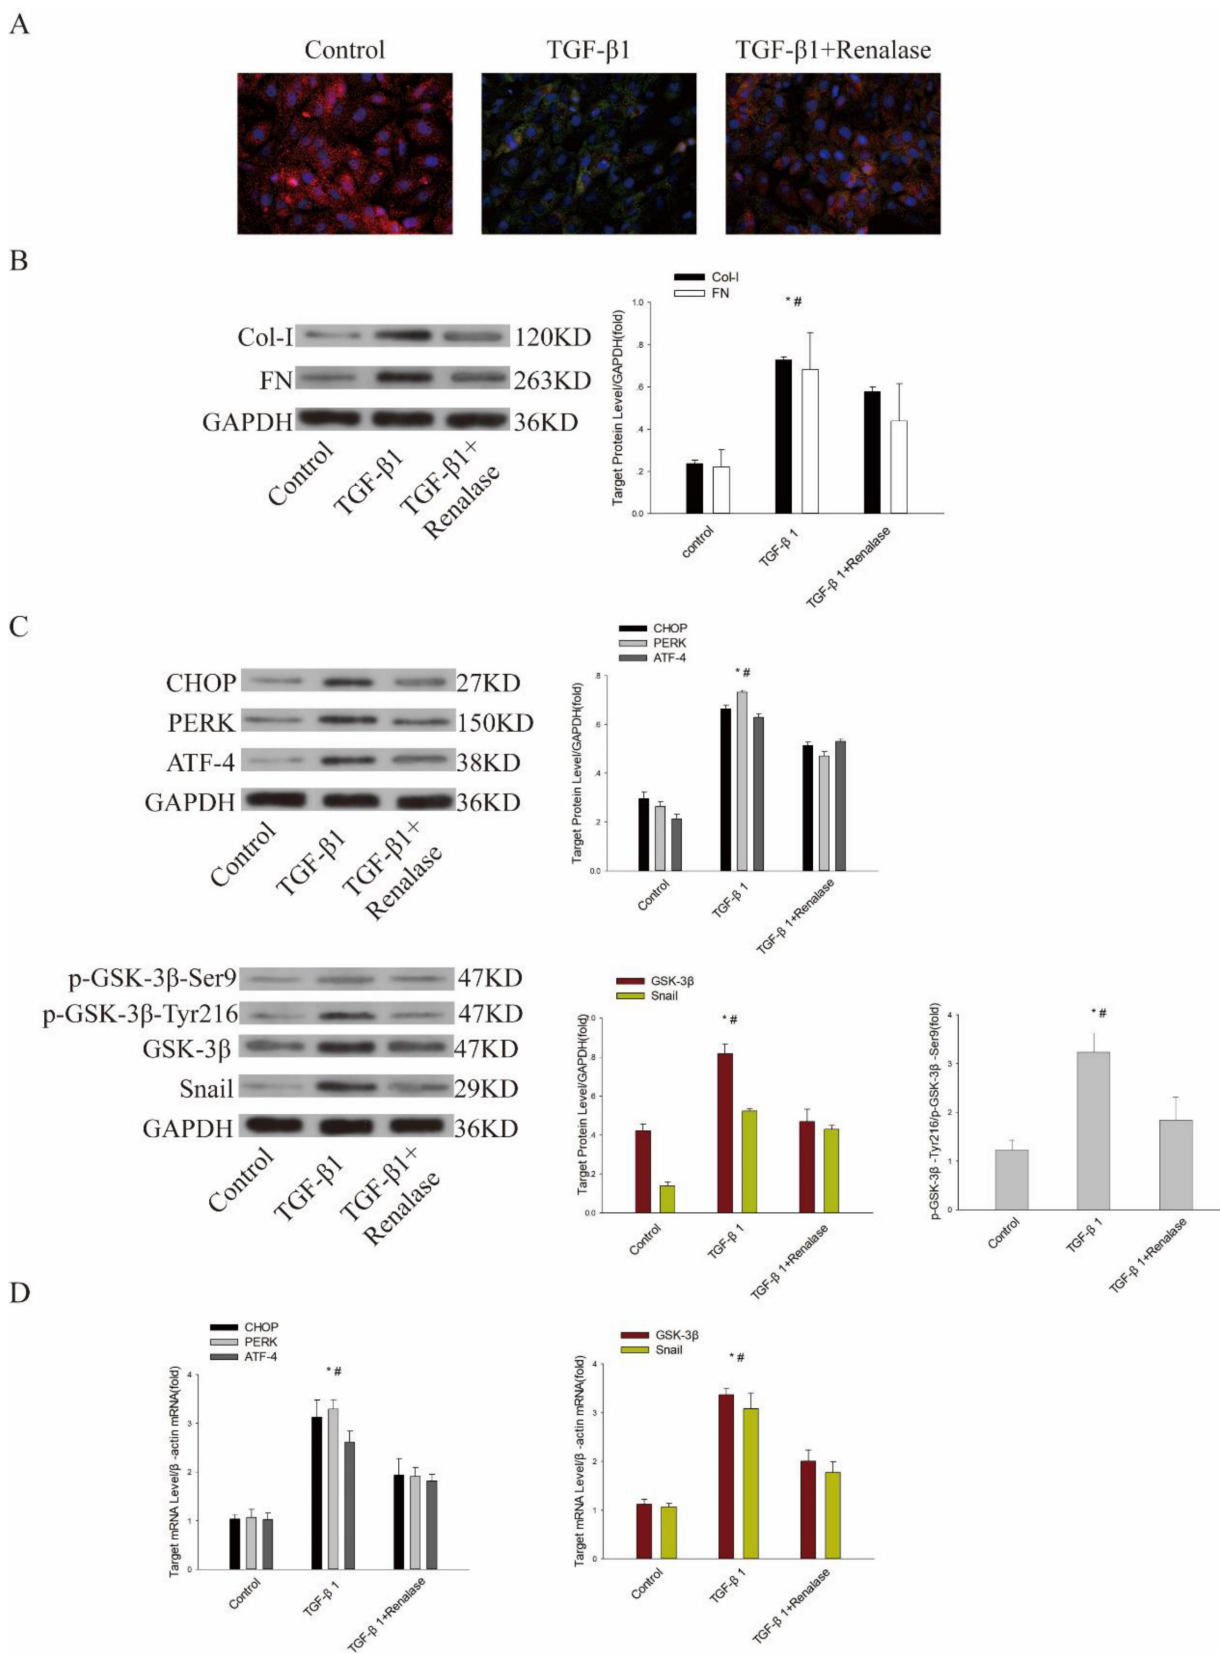 A
Control
TGF-β1
TGF-β1+Renalase
B
Col-I
120KD
FN
263KD
GAPDH
36KD
Control
TGF-β1
TGF-β1+
Renalase
Col-I
FN
* #
Target Protein Level/GAPDH(fold)
1.0
.8
.6
.4
.2
0.0
control
TGF-β 1
TGF-β 1+Renalase
C
CHOP
27KD
PERK
150KD
ATF-4
38KD
GAPDH
36KD
Control
TGF-β1
TGF-β1+
Renalase
CHOP
PERK
ATF-4
* #
Target Protein Level/GAPDH(fold)
.8
.6
.4
.2
0.0
Control
TGF-β 1
TGF-β 1+Renalase
p-GSK-3β-Ser9
47KD
p-GSK-3β-Tyr216
47KD
GSK-3β
47KD
Snail
29KD
GAPDH
36KD
Control
TGF-β1
TGF-β1+
Renalase
GSK-3β
Snail
* #
Target Protein Level/GAPDH(fold)
1.0
.8
.6
.4
.2
0.0
Control
TGF-β 1
TGF-β 1+Renalase
* #
p-GSK-3β -Tyr216/p-GSK-3β -Ser9(fold)
4
3
2
1
0
Control
TGF-β 1
TGF-β 1+Renalase
D
CHOP
PERK
ATF-4
* #
Target mRNA Level/β -actin mRNA(fold)
4
3
2
1
0
Control
TGF-β 1
TGF-β 1+Renalase
GSK-3β
Snail
* #
Target mRNA Level/β -actin mRNA(fold)
4
3
2
1
0
Control
TGF-β 1
TGF-β 1+Renalase